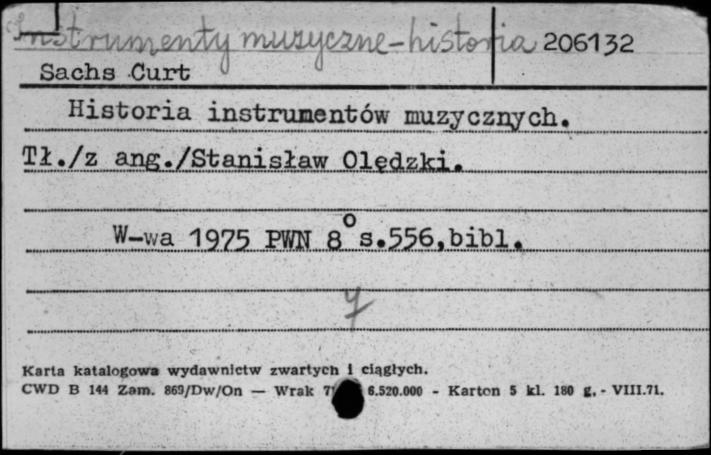 Instrumenty muzyczne-historia 206132
Sachs Curt
Historia instrumentów muzycznych.
Tł./z ang./Stanisław Olędzki.
W-wa 1975 PWN 8° s.556,bibl.
Karta katalogowa wydawnictw zwartych i ciągłych.
CWD B 144 Zam. 869/Dw/On — Wrak 6.520.000 - Karton 5 kl. 180 g. - VIII.71.